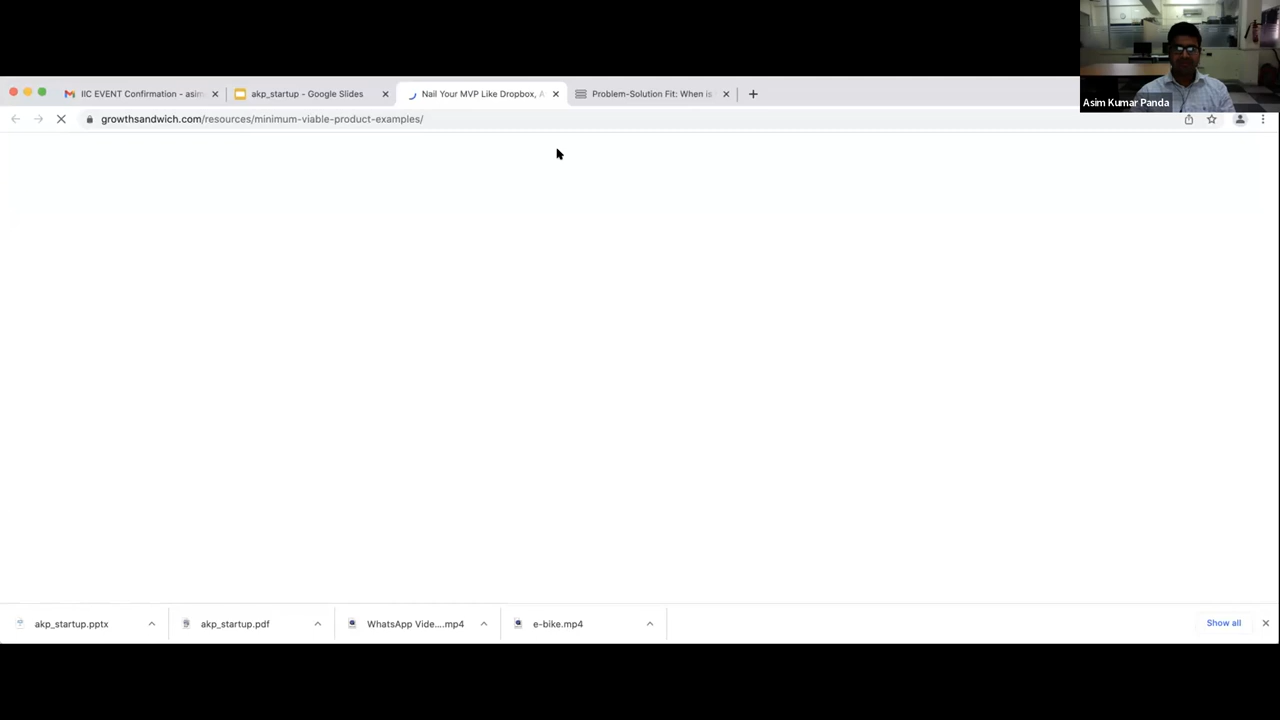 Asim Kumar Panda
IIC EVENT Confirmation - asim
akp_startup - Google Slides
Nail Your MVP Like Dropbox, A
Problem-Solution Fit: When is
growthsandwich.com/resources/minimum-viable-product-examples/
akp_startup.pptx
akp_startup.pdf
WhatsApp Vide....mp4
e-bike.mp4
Show all